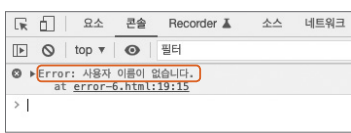 요소 콘솔 Recorder 소스 네트워크
top ▼ 필터
Error: 사용자 이름이 없습니다.
at error-6.html:19:15
>